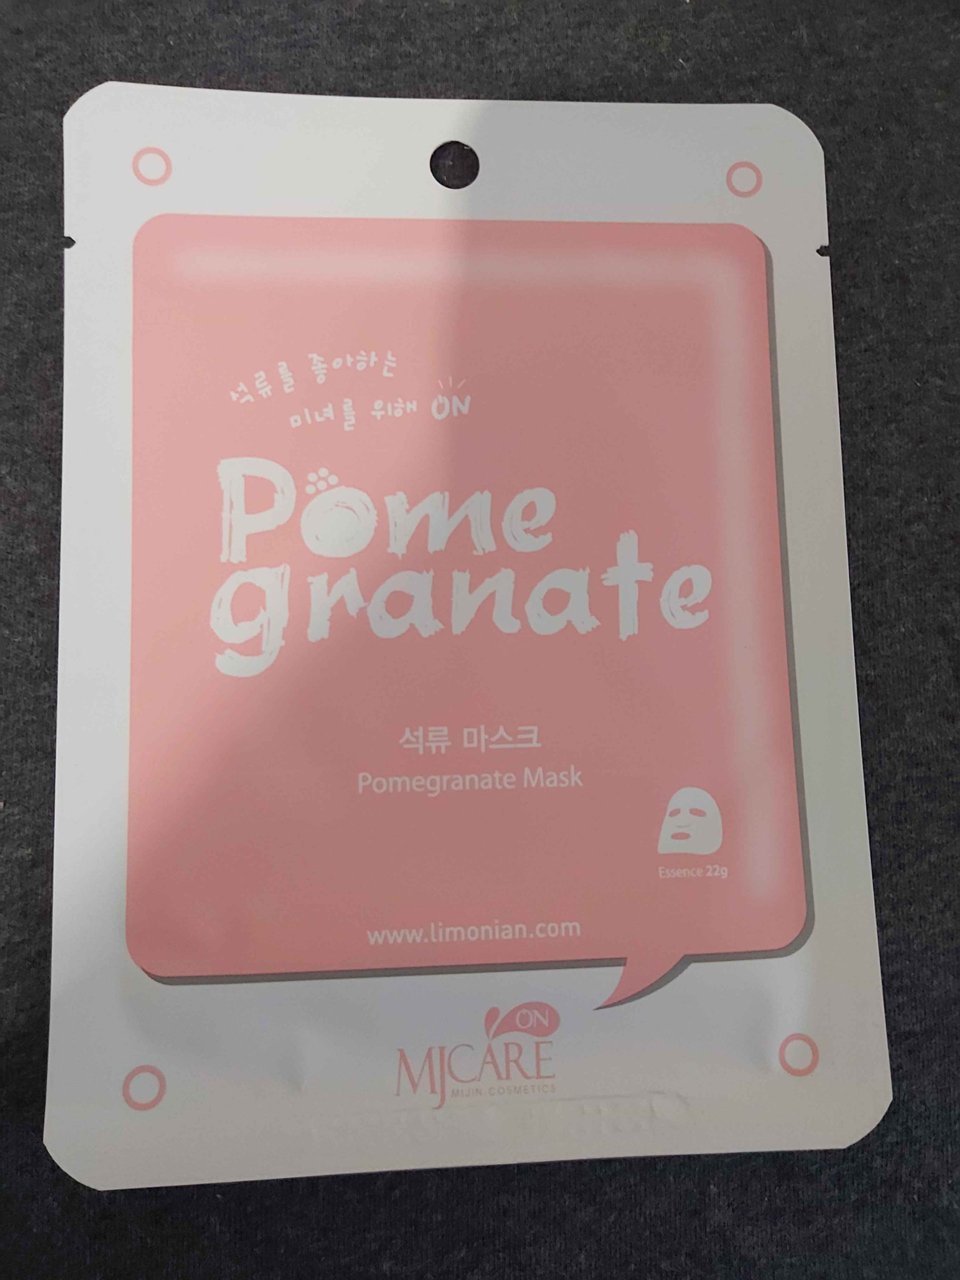 석류를 좋아하는
미녀를 위해 ON
Pome
granate
석류 마스크
Pomegranate Mask
Essence 22g
www.limonian.com
ON
MJCARE
MIJIN COSMETICS